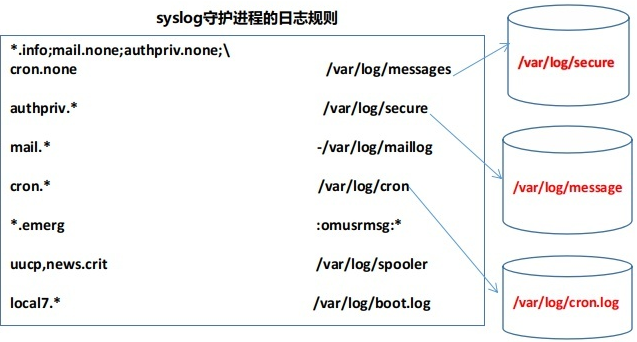 syslog守护进程的日志规则
*.info;mail.none;authpriv.none;\
cron.none /var/log/messages
authpriv.* /var/log/secure
mail.* -/var/log/maillog
cron.* /var/log/cron
*.emerg :omusrmsg:*
uucp,news.crit /var/log/spooler
local7.* /var/log/boot.log
/var/log/secure
/var/log/message
/var/log/cron.log